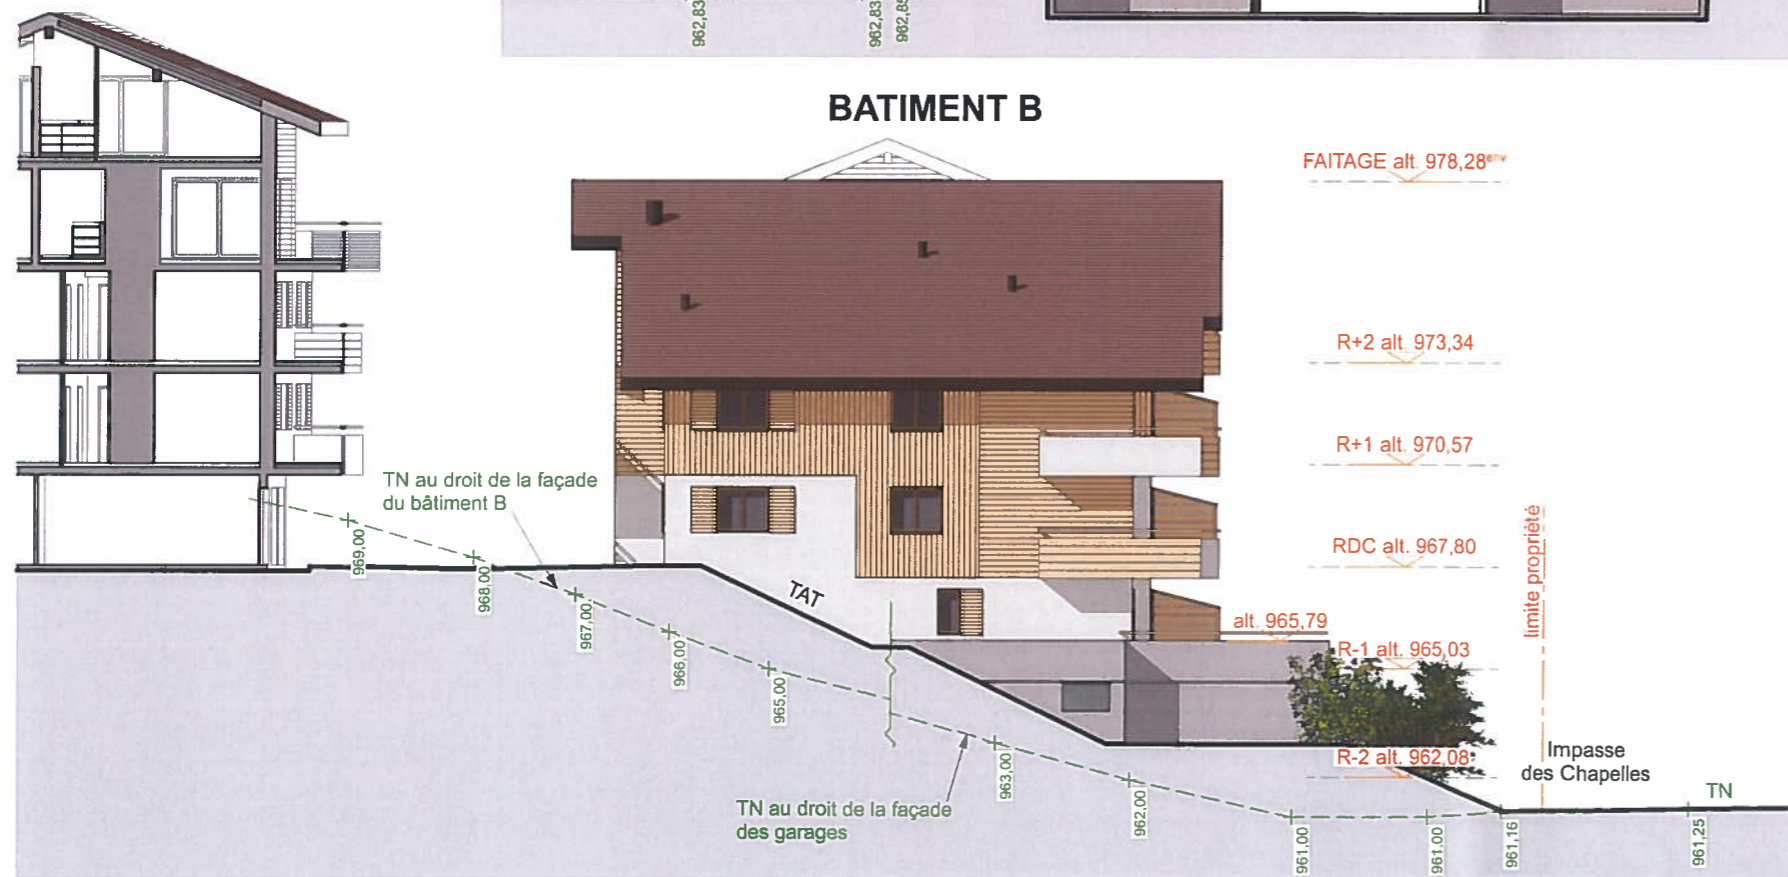 962,83
962,83
962,85
BATIMENT B
FAITAGE alt. 978,28env
R+2 alt. 973,34
R+1 alt. 970,57
TN au droit de la façade
du bâtiment B
RDC alt. 967,80
limite propriété
969,00
968,00
967,00
TAT
alt. 965,79
966,00
R-1 alt. 965,03
965,00
R-2 alt. 962,08
Impasse
des Chapelles
963,00
TN
TN au droit de la façade
des garages
962,00
961,00
961,00
961,16
961,25